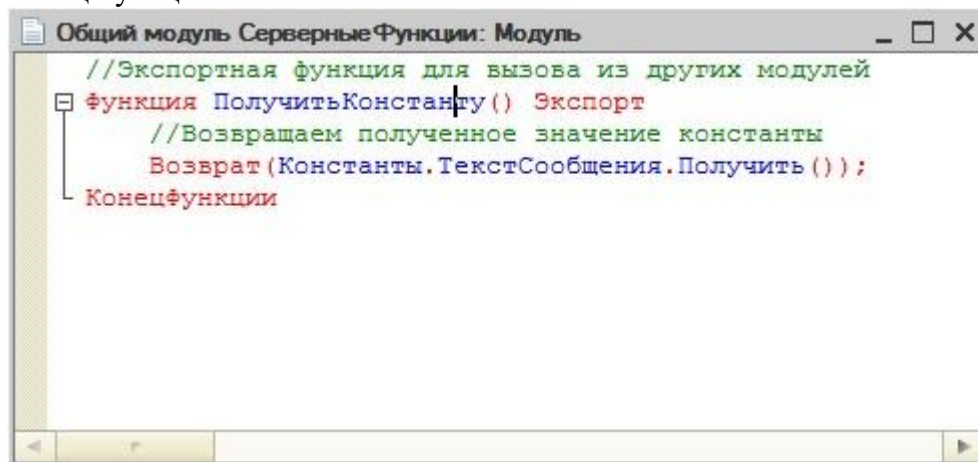 Общий модуль СерверныеФункции: Модуль
//Экспортная функция для вызова из других модулей
Функция ПолучитьКонстанту() Экспорт
//Возвращаем полученное значение константы
Возврат(Константы.ТекстСообщения.Получить());
КонецФункции